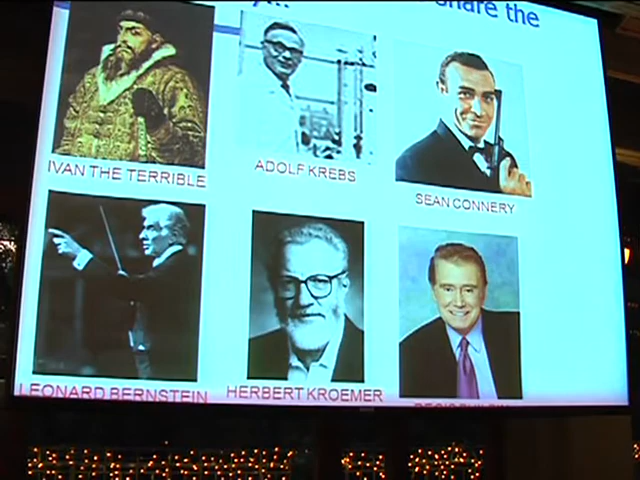 share the
IVAN THE TERRIBLE
ADOLF KREBS
SEAN CONNERY
LEONARD BERNSTEIN
HERBERT KROEMER